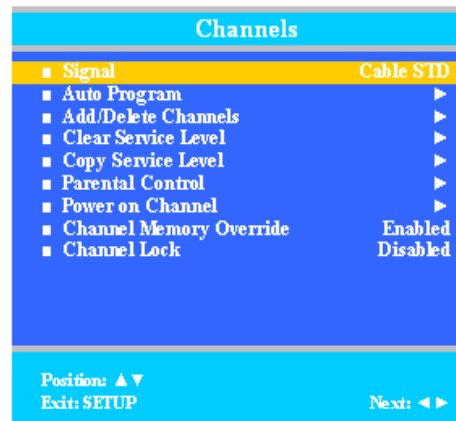 Channels
Signal Cable STD
Auto Program ►
Add/Delete Channels ►
Clear Service Level ►
Copy Service Level ►
Parental Control ►
Power on Channel ►
Channel Memory Override Enabled
Channel Lock Disabled
Position: ▲▼
Exit: SETUP Next: ◄►